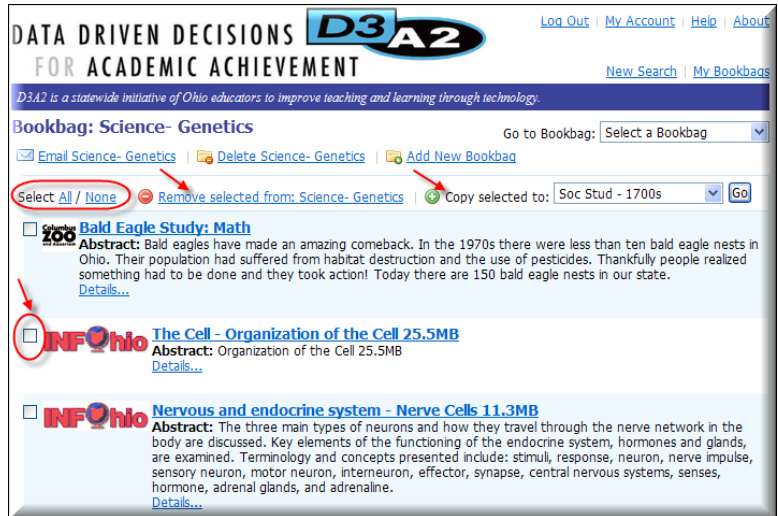 DATA DRIVEN DECISIONS D3A2
FOR ACADEMIC ACHIEVEMENT
Log Out | My Account | Help | About
New Search | My Bookbags
D3A2 is a statewide initiative of Ohio educators to improve teaching and learning through technology.
Bookbag: Science- Genetics
Go to Bookbag: Select a Bookbag
Email Science- Genetics | Delete Science- Genetics | Add New Bookbag
Select All / None Remove selected from: Science- Genetics | Copy selected to: Soc Stud - 1700s Go
Columbus
ZOO
and Aquarium
Bald Eagle Study: Math
Abstract: Bald eagles have made an amazing comeback. In the 1970s there were less than ten bald eagle nests in
Ohio. Their population had suffered from habitat destruction and the use of pesticides. Thankfully people realized
something had to be done and they took action! Today there are 150 bald eagle nests in our state.
Details...
INFOhio
The Cell - Organization of the Cell 25.5MB
Abstract: Organization of the Cell 25.5MB
Details...
INFOhio
Nervous and endocrine system - Nerve Cells 11.3MB
Abstract: The three main types of neurons and how they travel through the nerve network in the
body are discussed. Key elements of the functioning of the endocrine system, hormones and glands,
are examined. Terminology and concepts presented include: stimuli, response, neuron, nerve impulse,
sensory neuron, motor neuron, interneuron, effector, synapse, central nervous systems, senses,
hormone, adrenal glands, and adrenaline.
Details...